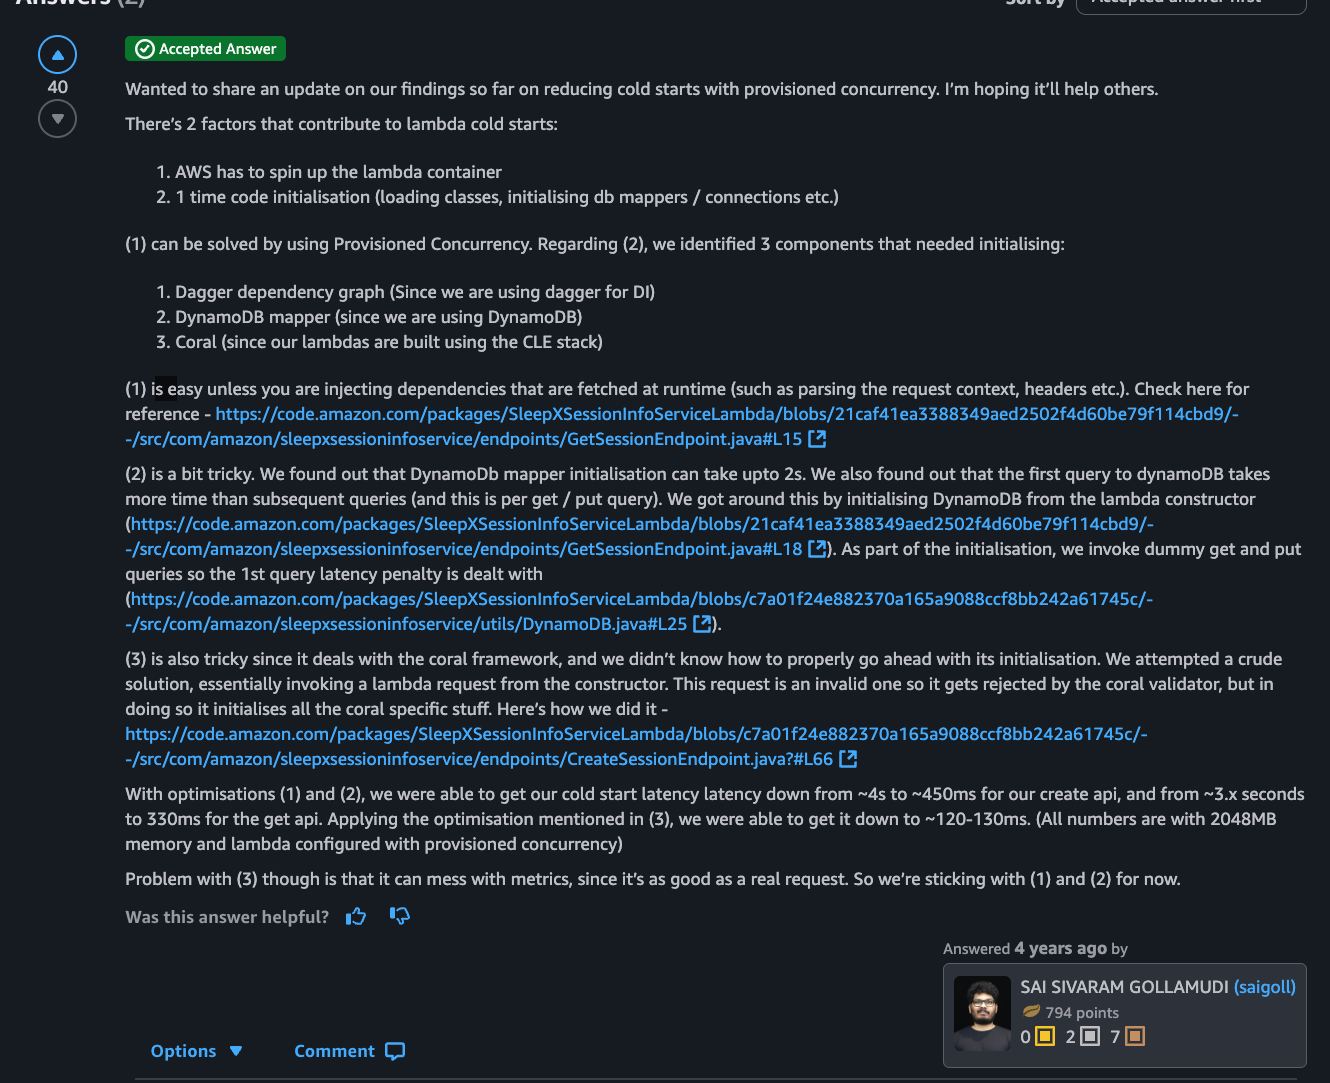 Answers (2)
Sort by
Accepted answer first
40
Accepted Answer
Wanted to share an update on our findings so far on reducing cold starts with provisioned concurrency. I'm hoping it'll help others.
There's 2 factors that contribute to lambda cold starts:
1. AWS has to spin up the lambda container
2. 1 time code initialisation (loading classes, initialising db mappers / connections etc.)
(1) can be solved by using Provisioned Concurrency. Regarding (2), we identified 3 components that needed initialising:
1. Dagger dependency graph (Since we are using dagger for DI)
2. DynamoDB mapper (since we are using DynamoDB)
3. Coral (since our lambdas are built using the CLE stack)
(1) is easy unless you are injecting dependencies that are fetched at runtime (such as parsing the request context, headers etc.). Check here for
reference - https://code.amazon.com/packages/SleepXSessionInfoServiceLambda/blobs/21caf41ea3388349aed2502f4d60be79f114cbd9/-
-/src/com/amazon/sleepxsessioninfoservice/endpoints/GetSessionEndpoint.java#L15
(2) is a bit tricky. We found out that DynamoDb mapper initialisation can take upto 2s. We also found out that the first query to dynamoDB takes
more time than subsequent queries (and this is per get / put query). We got around this by initialising DynamoDB from the lambda constructor
(https://code.amazon.com/packages/SleepXSessionInfoServiceLambda/blobs/21caf41ea3388349aed2502f4d60be79f114cbd9/-
-/src/com/amazon/sleepxsessioninfoservice/endpoints/GetSessionEndpoint.java#L18). As part of the initialisation, we invoke dummy get and put
queries so the 1st query latency penalty is dealt with
(https://code.amazon.com/packages/SleepXSessionInfoServiceLambda/blobs/c7a01f24e882370a165a9088ccf8bb242a61745c/-
-/src/com/amazon/sleepxsessioninfoservice/utils/DynamoDB.java#L25).
(3) is also tricky since it deals with the coral framework, and we didn't know how to properly go ahead with its initialisation. We attempted a crude
solution, essentially invoking a lambda request from the constructor. This request is an invalid one so it gets rejected by the coral validator, but in
doing so it initialises all the coral specific stuff. Here's how we did it -
https://code.amazon.com/packages/SleepXSessionInfoServiceLambda/blobs/c7a01f24e882370a165a9088ccf8bb242a61745c/-
-/src/com/amazon/sleepxsessioninfoservice/endpoints/CreateSessionEndpoint.java?#L66
With optimisations (1) and (2), we were able to get our cold start latency latency down from ~4s to ~450ms for our create api, and from ~3.x seconds
to 330ms for the get api. Applying the optimisation mentioned in (3), we were able to get it down to ~120-130ms. (All numbers are with 2048MB
memory and lambda configured with provisioned concurrency)
Problem with (3) though is that it can mess with metrics, since it's as good as a real request. So we're sticking with (1) and (2) for now.
Was this answer helpful?
Answered 4 years ago by
SAI SIVARAM GOLLAMUDI (saigoll)
794 points
0 2 7
Options Comment